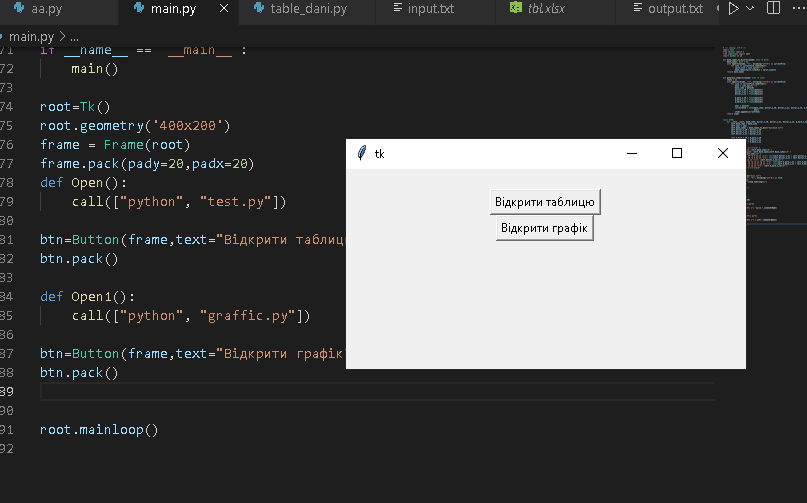 aa.py main.py table_dani.py input.txt tbl.xlsx output.txt
main.py > ...
71 if __name__ == "__main__":
72 main()
73
74 root=Tk()
75 root.geometry('400x200')
76 frame = Frame(root)
77 frame.pack(pady=20,padx=20)
78 def Open():
79 call(["python", "test.py"])
80
81 btn=Button(frame,text="Відкрити таблиц
82 btn.pack()
83
84 def Open1():
85 call(["python", "graffic.py"])
86
87 btn=Button(frame,text="Відкрити графік"
88 btn.pack()
89
90
91 root.mainloop()
92
tk
Відкрити таблицю
Відкрити графік